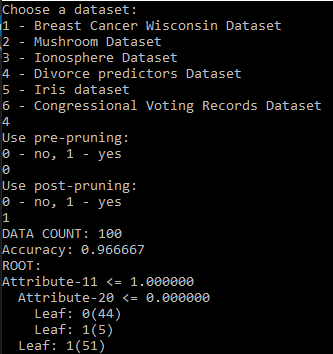 Choose a dataset:
1 - Breast Cancer Wisconsin Dataset
2 - Mushroom Dataset
3 - Ionosphere Dataset
4 - Divorce predictors Dataset
5 - Iris dataset
6 - Congressional Voting Records Dataset
4
Use pre-pruning:
0 - no, 1 - yes
0
Use post-pruning:
0 - no, 1 - yes
1
DATA COUNT: 100
Accuracy: 0.966667
ROOT:
Attribute-11 <= 1.000000
  Attribute-20 <= 0.000000
    Leaf: 0(44)
    Leaf: 1(5)
  Leaf: 1(51)